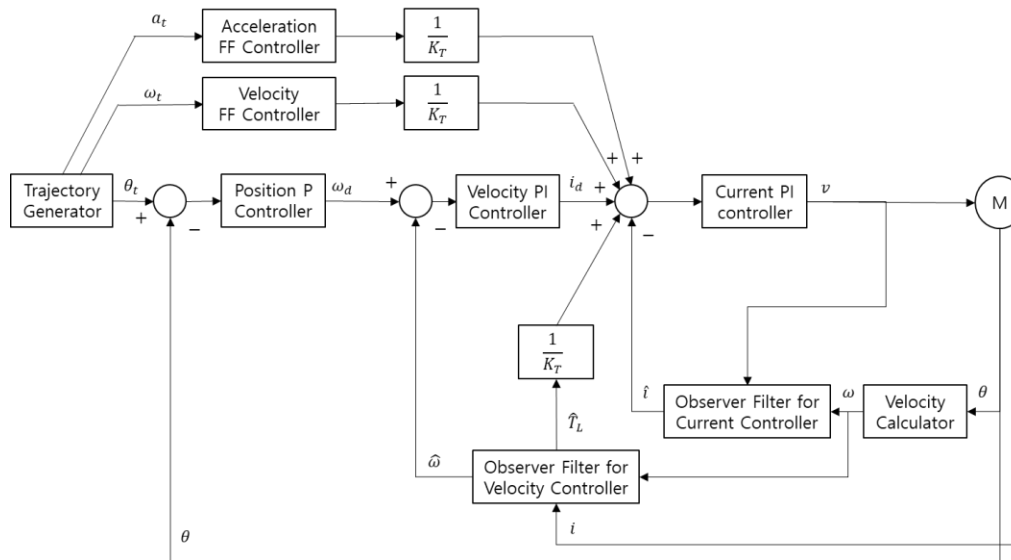 a_t
Acceleration
FF Controller
1
K_T
ω_t
Velocity
FF Controller
1
K_T
Trajectory
Generator
θ_t
+
−
Position P
Controller
ω_d
+
−
Velocity PI
Controller
i_d
+
+
+
+
−
Current PI
controller
v
M
1
K_T
T̂_L
î
Observer Filter for
Current Controller
ω
Velocity
Calculator
θ
ω̂
Observer Filter for
Velocity Controller
θ
i